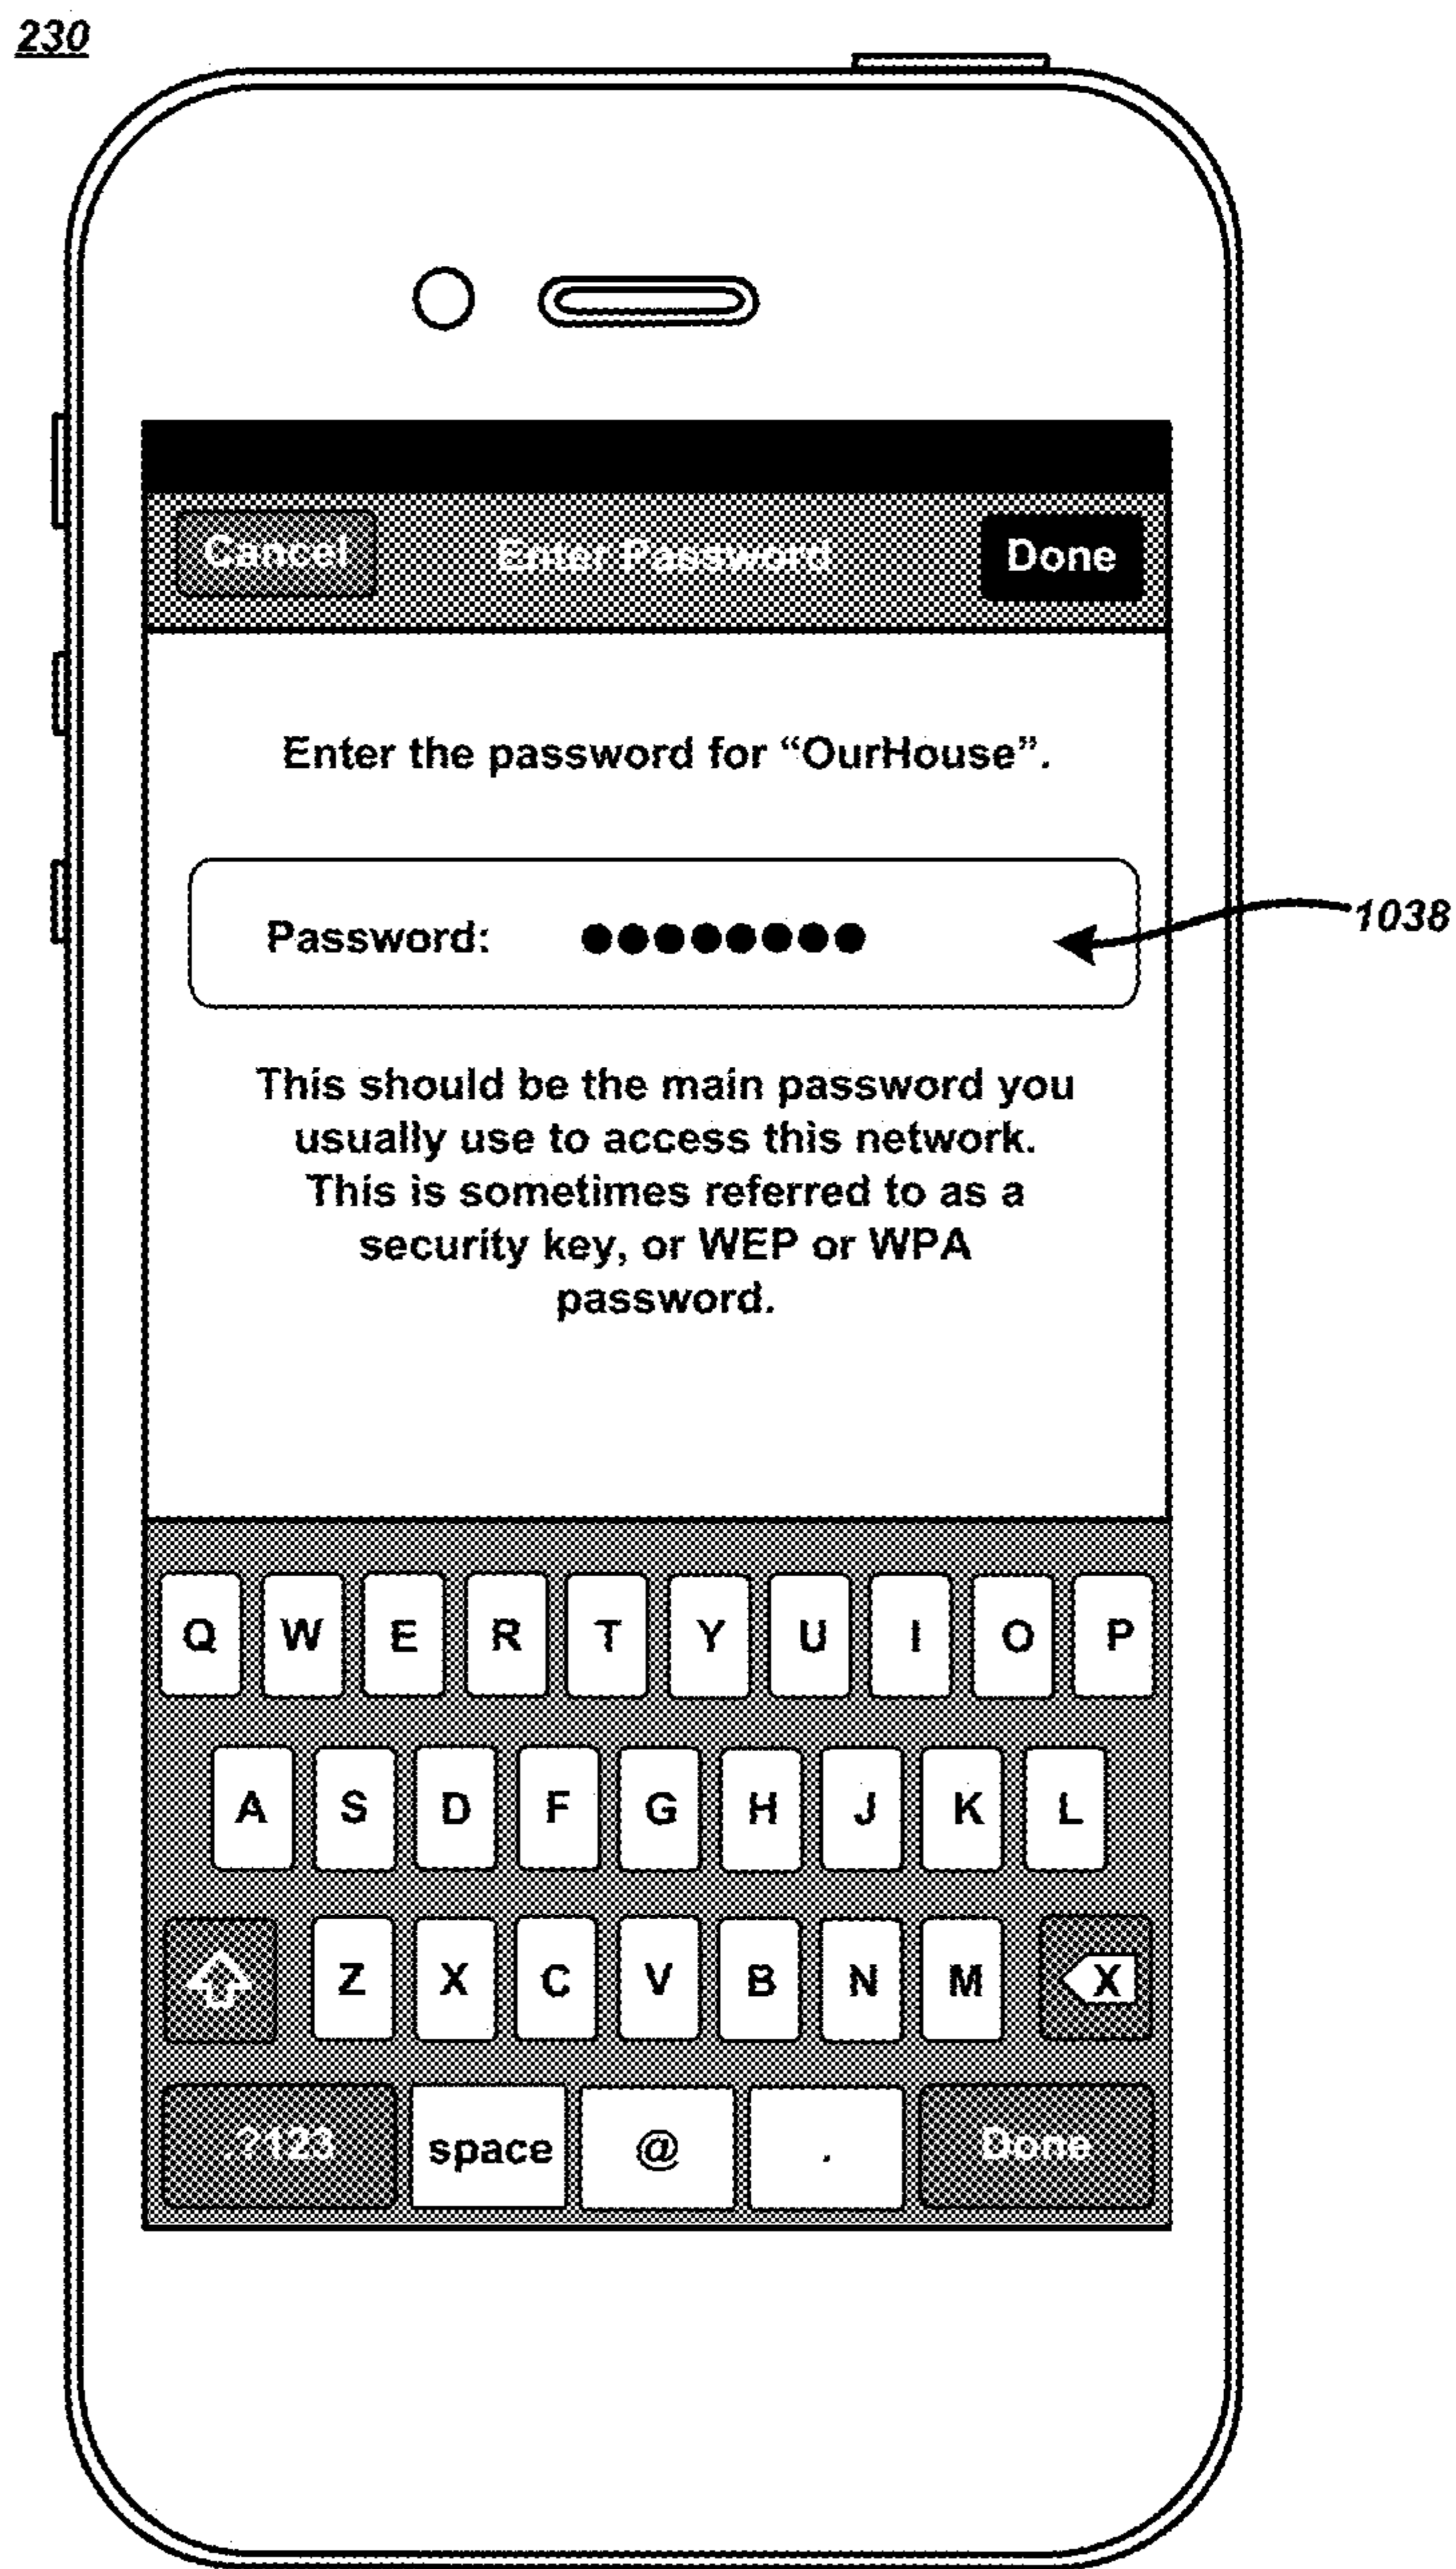 230
Cancel Enter Password Done
Enter the password for “OurHouse”.
Password: ●●●●●●●●
1038
This should be the main password you
usually use to access this network.
This is sometimes referred to as a
security key, or WEP or WPA
password.
Q W E R T Y U I O P
A S D F G H J K L
Z X C V B N M X
.?123 space @ . Done